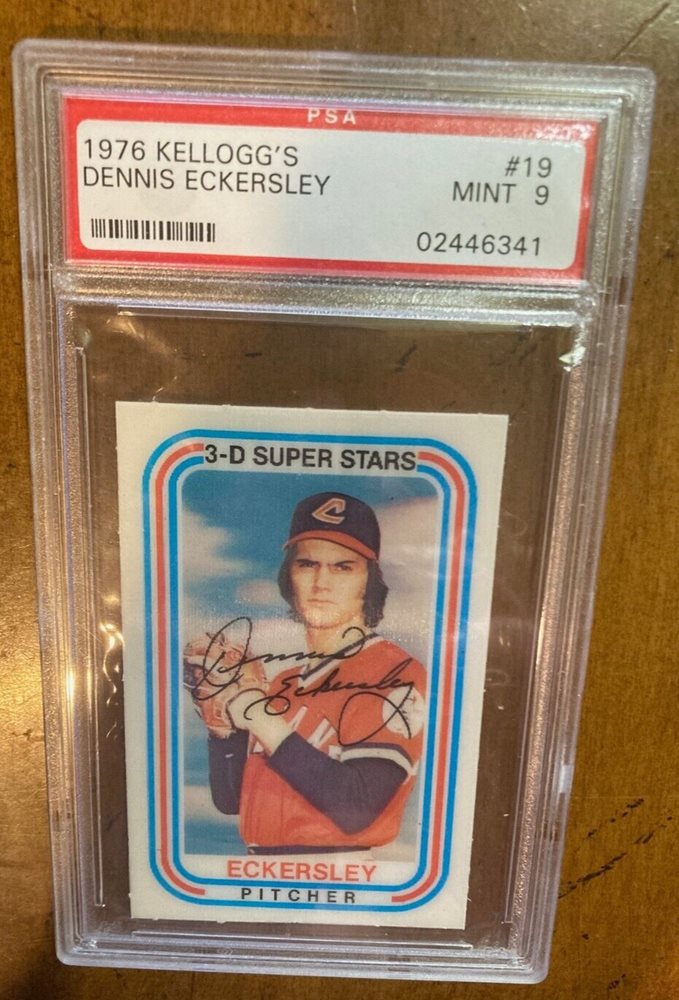 PSA
1976 KELLOGG'S #19
DENNIS ECKERSLEY MINT 9
02446341
3-D SUPER STARS
C
Dennis Eckersley
ECKERSLEY
PITCHER